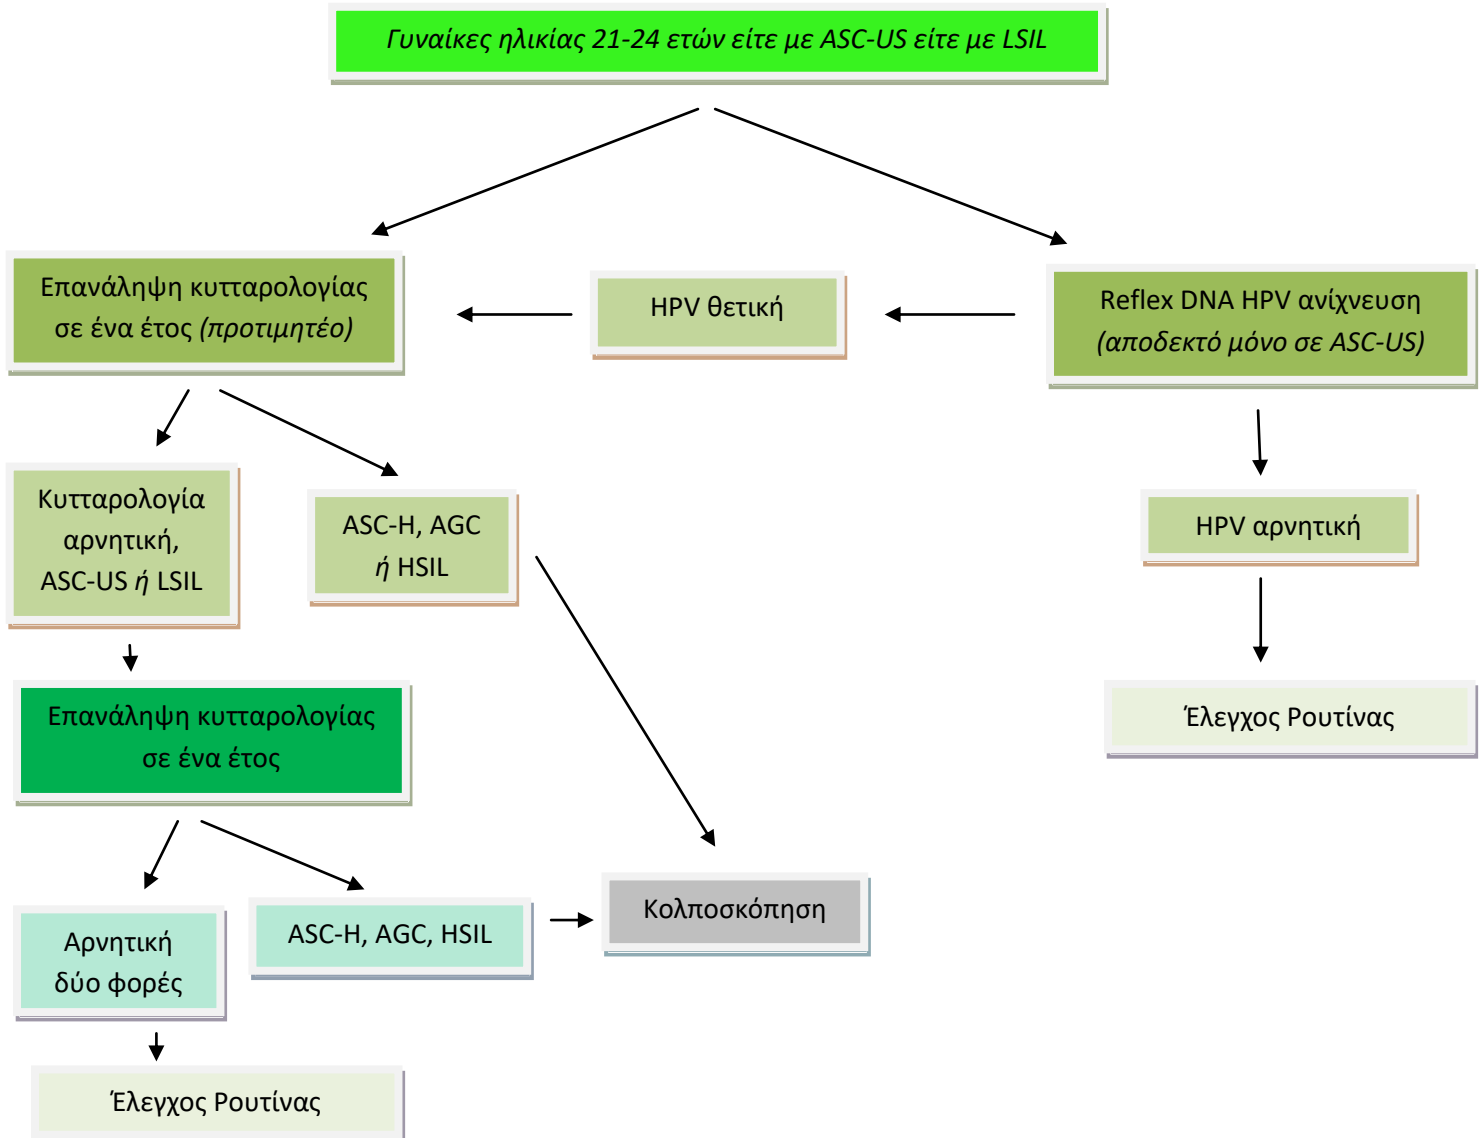 Γυναίκες ηλικίας 21-24 ετών είτε με ASC-US είτε με LSIL
Επανάληψη κυτταρολογίας
σε ένα έτος (προτιμητέο)
HPV θετική
Reflex DNA HPV ανίχνευση
(αποδεκτό μόνο σε ASC-US)
Κυτταρολογία
αρνητική,
ASC-US ή LSIL
ASC-H, AGC
ή HSIL
HPV αρνητική
Επανάληψη κυτταρολογίας
σε ένα έτος
Έλεγχος Ρουτίνας
Αρνητική
δύο φορές
ASC-H, AGC, HSIL
Κολποσκόπηση
Έλεγχος Ρουτίνας